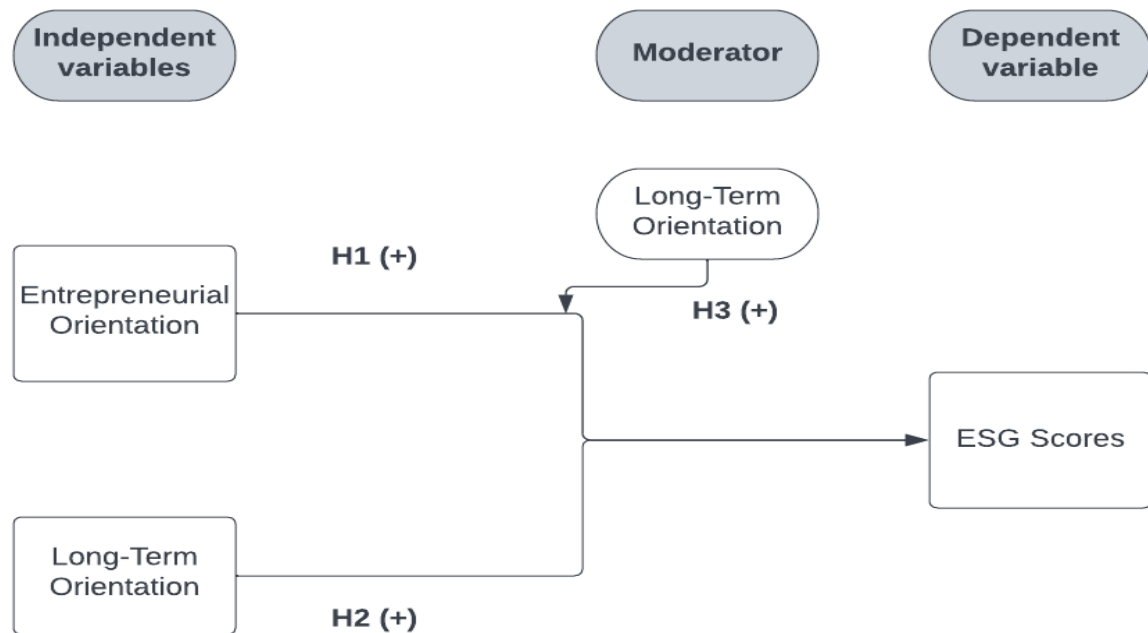 Independent
variables
Moderator
Dependent
variable
Long-Term
Orientation
H1 (+)
Entrepreneurial
Orientation
H3 (+)
ESG Scores
Long-Term
Orientation
H2 (+)